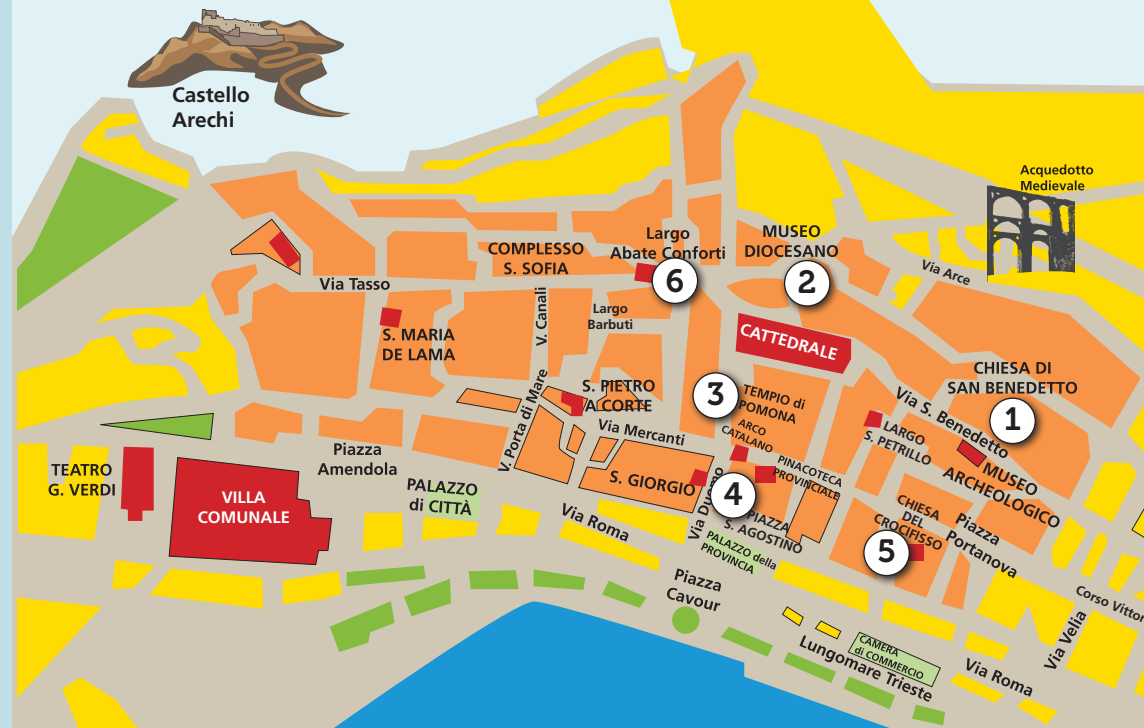 Castello
Arechi
Acquedotto
Medievale
Largo
Abate Conforti
MUSEO
DIOCESANO
COMPLESSO
S. SOFIA
6
2
Via Arce
Via Tasso
Largo
Barbuti
V. Canali
S. MARIA
DE LAMA
CATTEDRALE
CHIESA DI
SAN BENEDETTO
1
S. PIETRO
A CORTE
3
TEMPIO di
POMONA
ARCO
CATALANO
Via S. Benedetto
LARGO
S. PETRILLO
V. Porta di Mare
Via Mercanti
MUSEO
ARCHEOLOGICO
Piazza
Amendola
TEATRO
G. VERDI
VILLA
COMUNALE
PALAZZO
di CITTÀ
S. GIORGIO
4
PINACOTECA
PROVINCIALE
Via Duomo
Via Roma
PIAZZA
S. AGOSTINO
PALAZZO della
PROVINCIA
CHIESA
DEL
CROCIFISSO
5
Piazza
Portanova
Piazza
Cavour
Corso Vittor
Via Velia
CAMERA
di COMMERCIO
Lungomare Trieste
Via Roma